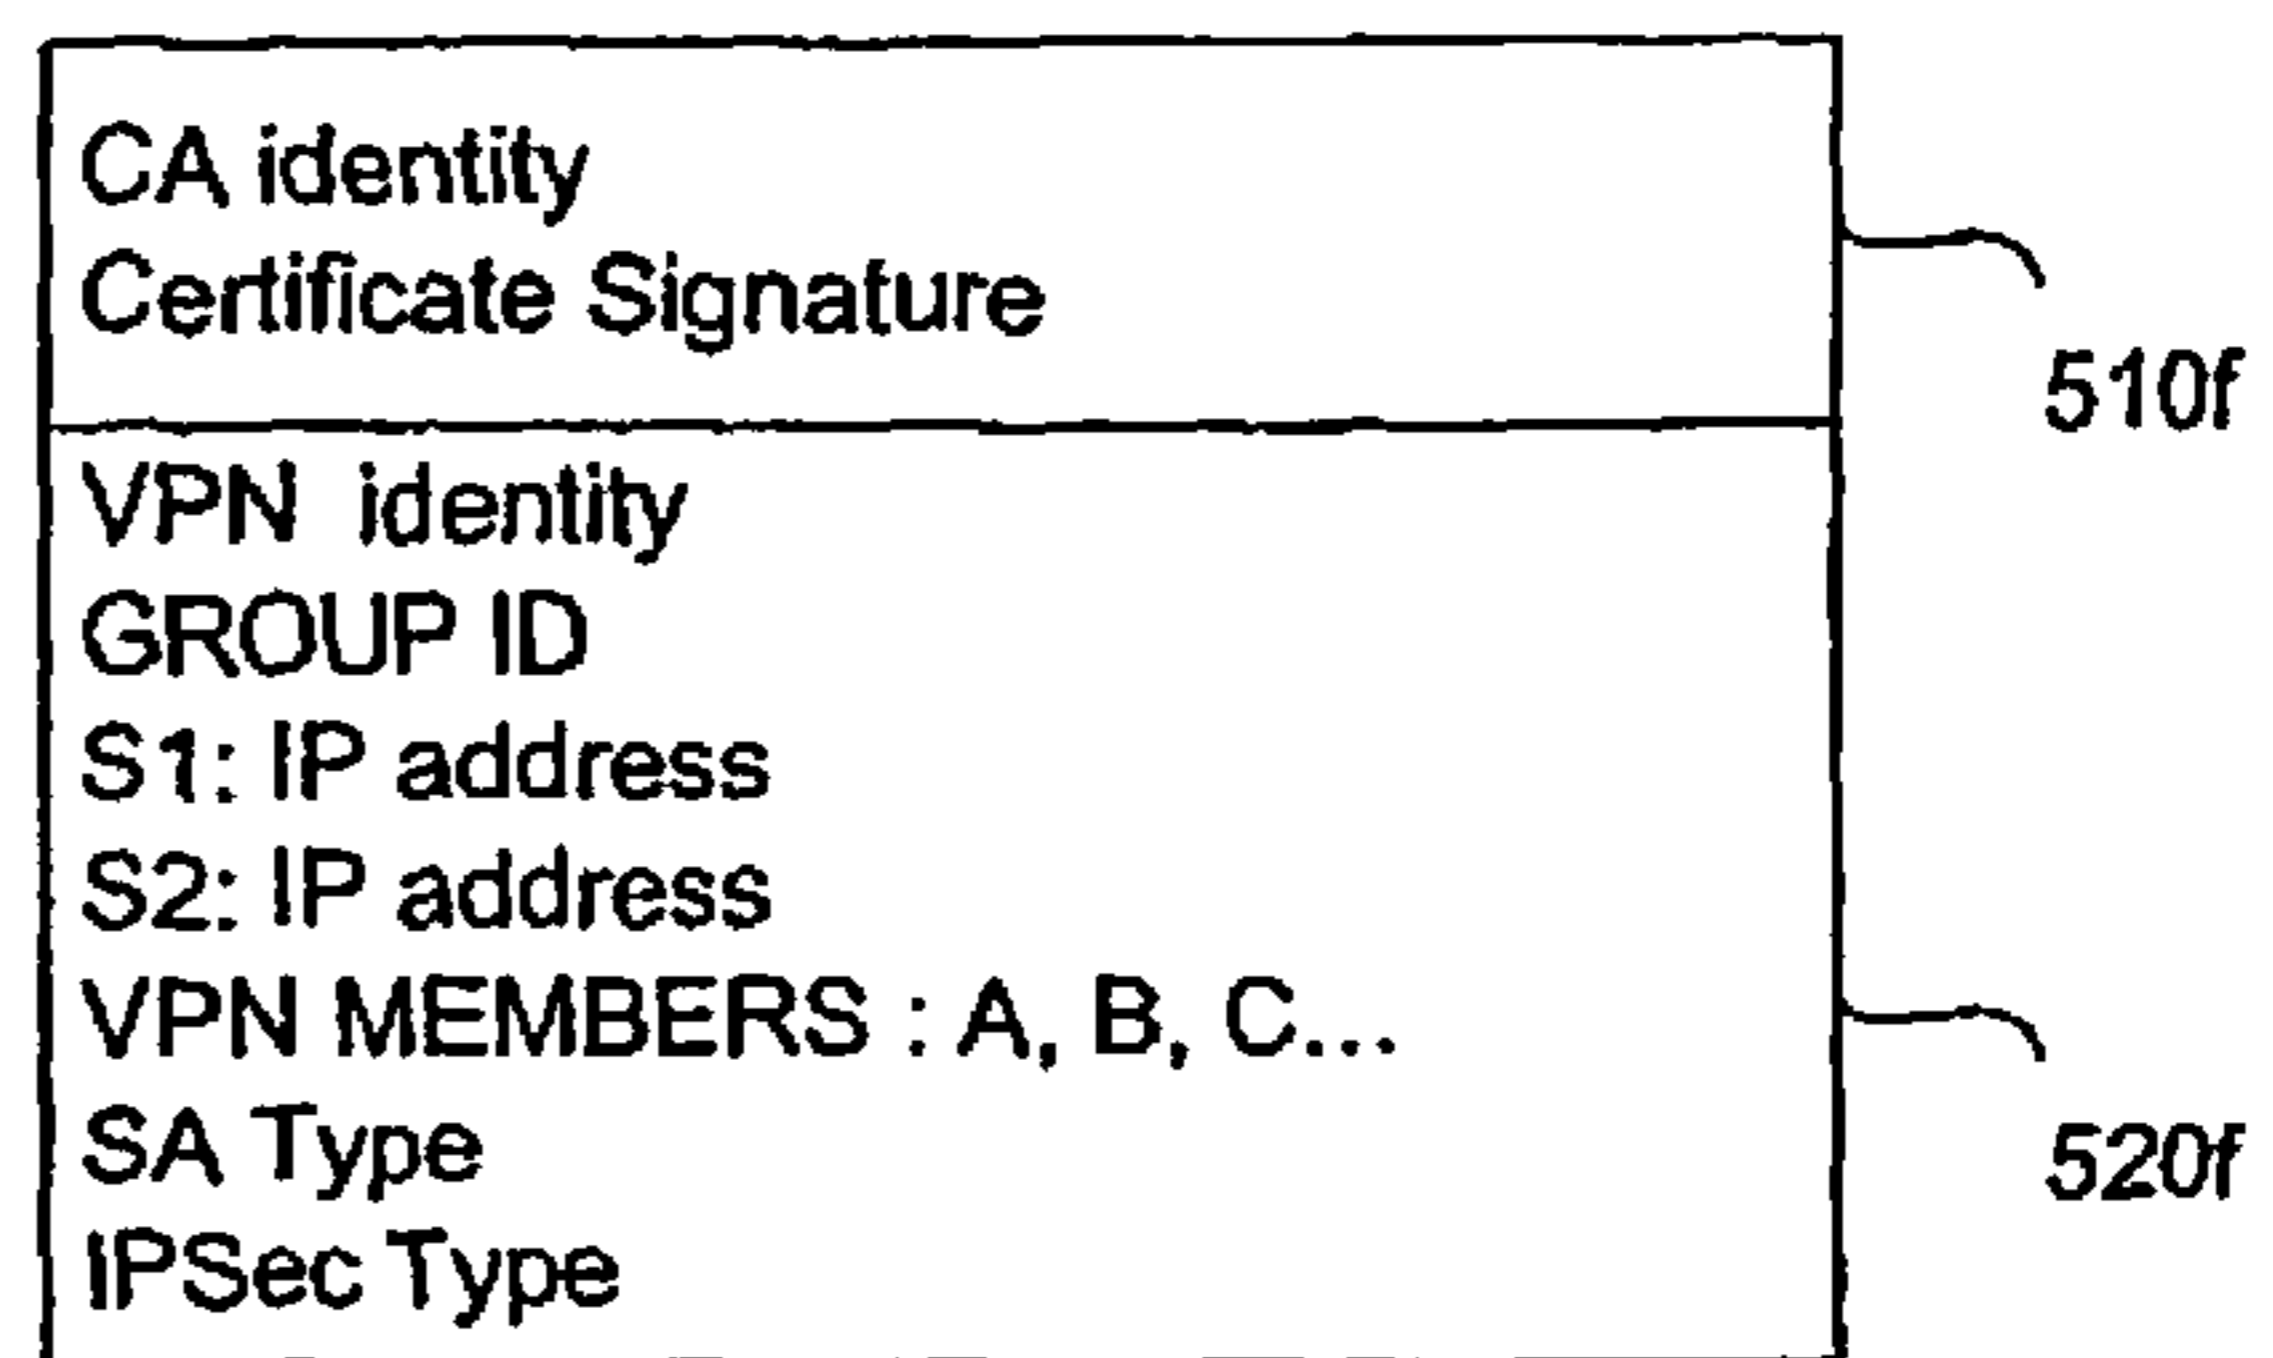 CA identity
Certificate Signature
510f
VPN identity
GROUP ID
S1: IP address
S2: IP address
VPN MEMBERS : A, B, C...
SA Type
520f
IPSec Type